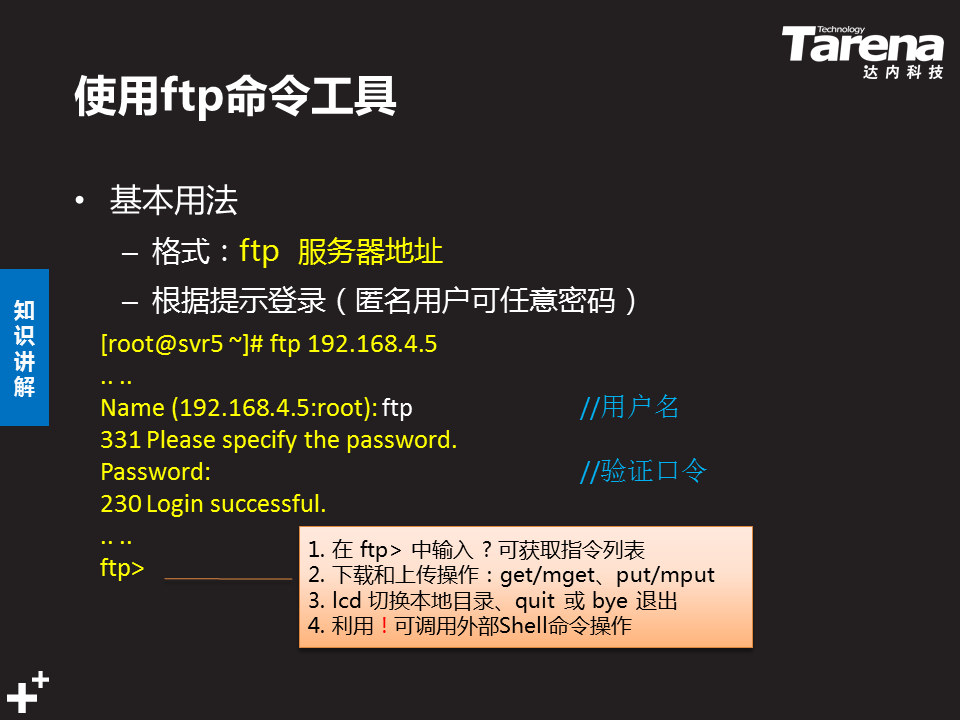 Technology
Tarena
达内科技
使用ftp命令工具
• 基本用法
– 格式：ftp 服务器地址
– 根据提示登录（匿名用户可任意密码）
知识讲解
[root@svr5 ~]# ftp 192.168.4.5
.. ..
Name (192.168.4.5:root): ftp //用户名
331 Please specify the password.
Password: //验证口令
230 Login successful.
.. ..
ftp>
1. 在 ftp> 中输入 ? 可获取指令列表
2. 下载和上传操作：get/mget、put/mput
3. lcd 切换本地目录、quit 或 bye 退出
4. 利用 ! 可调用外部Shell命令操作